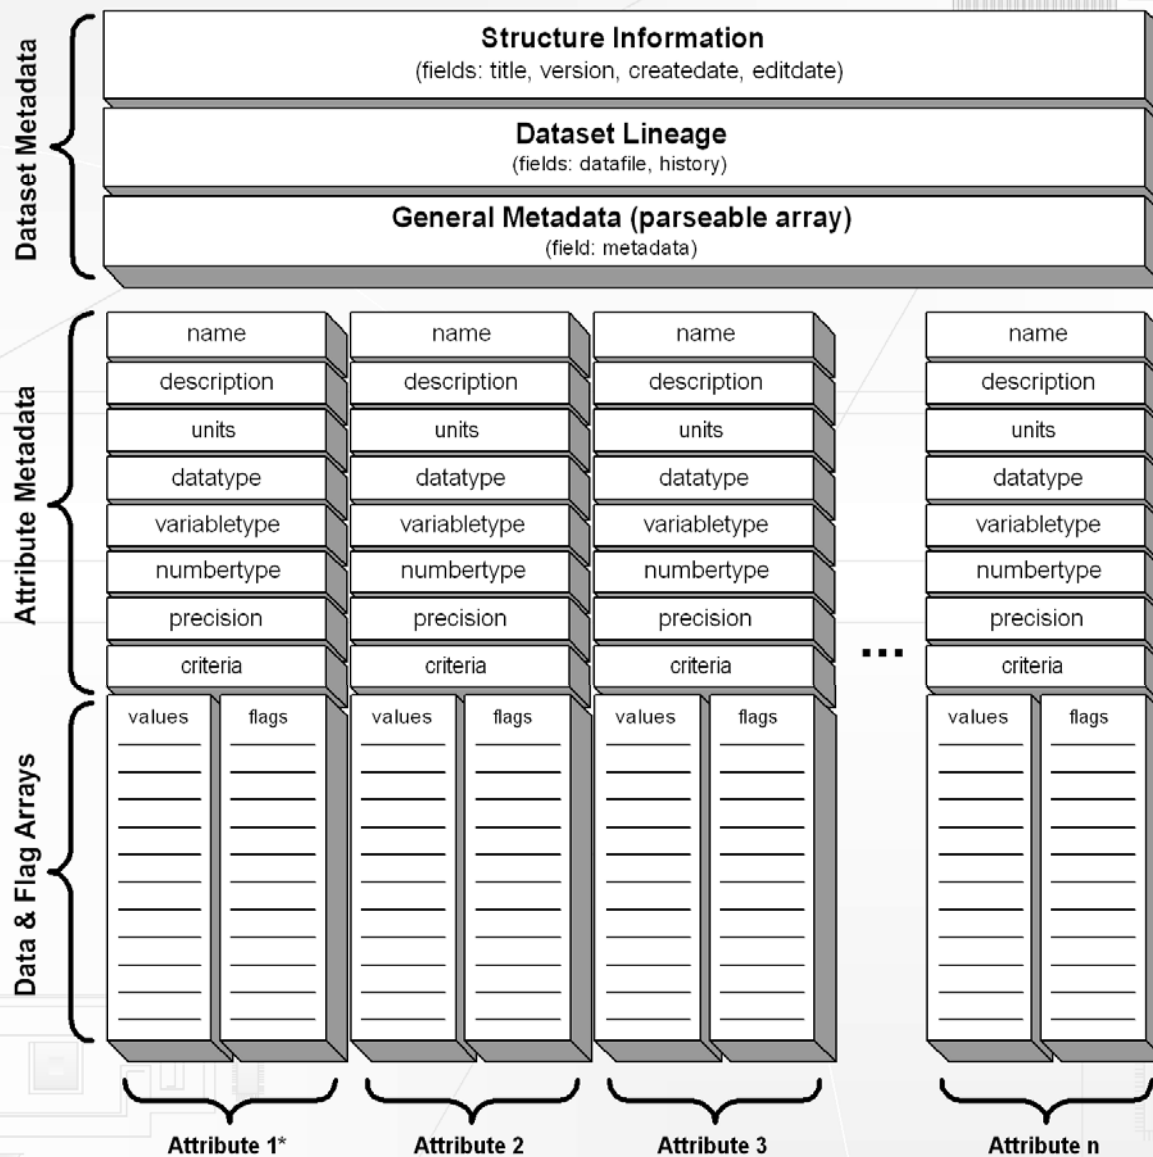 Dataset Metadata
Structure Information
(fields: title, version, createdate, editdate)
Dataset Lineage
(fields: datafile, history)
General Metadata (parseable array)
(field: metadata)
Attribute Metadata
name name name name
description description description description
units units units units
datatype datatype datatype datatype
variabletype variabletype variabletype variabletype
numbertype numbertype numbertype numbertype
precision precision precision precision
...
criteria criteria criteria criteria
Data & Flag Arrays
values flags values flags values flags values flags
Attribute 1* Attribute 2 Attribute 3 Attribute n